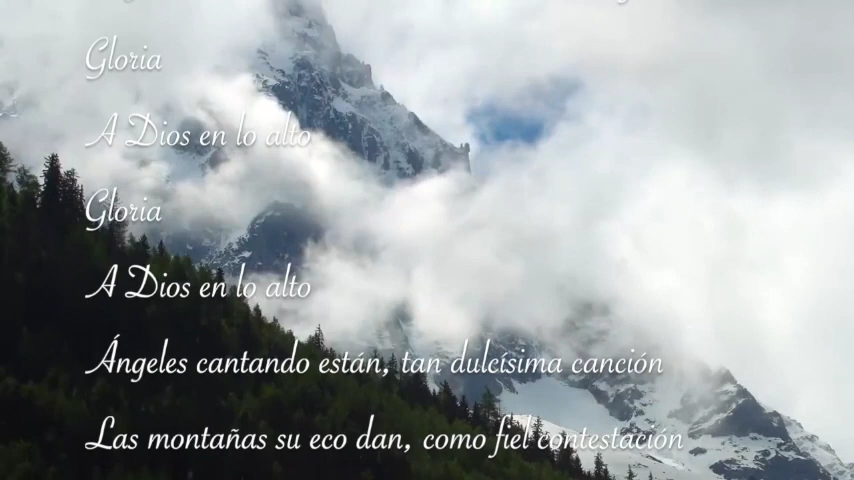 Gloria
A Dios en lo alto
Gloria
A Dios en lo alto
Ángeles cantando están, tan dulcísima canción
Las montañas su eco dan, como fiel contestación